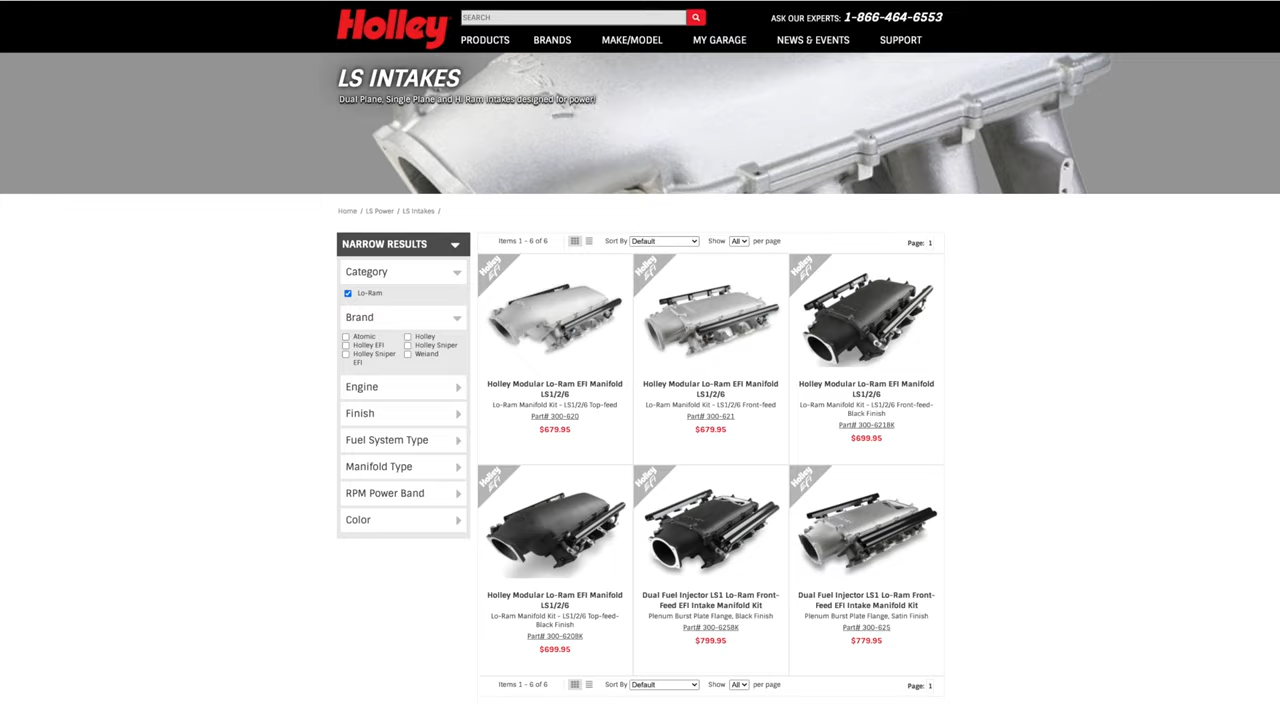 Holley
SEARCH
ASK OUR EXPERTS: 1-866-464-6553
PRODUCTS BRANDS MAKE/MODEL MY GARAGE NEWS & EVENTS SUPPORT
LS INTAKES
Dual Plane, Single Plane and Hi Ram Intakes designed for power!
Home / LS Power / LS Intakes /
NARROW RESULTS
Category
Lo-Ram
Brand
Atomic
Holley
Holley EFI
Holley Sniper
Holley Sniper EFI
Weiand
Engine
Finish
Fuel System Type
Manifold Type
RPM Power Band
Color
Items 1 - 6 of 6 Sort By Default Show All per page Page: 1
Holley EFI
Holley Modular Lo-Ram EFI Manifold
LS1/2/6
Lo-Ram Manifold Kit - LS1/2/6 Top-feed
Part# 300-620
$679.95
Holley EFI
Holley Modular Lo-Ram EFI Manifold
LS1/2/6
Lo-Ram Manifold Kit - LS1/2/6 Front-feed
Part# 300-621
$679.95
Holley EFI
Holley Modular Lo-Ram EFI Manifold
LS1/2/6
Lo-Ram Manifold Kit - LS1/2/6 Front-feed-
Black Finish
Part# 300-621BK
$699.95
Holley EFI
Holley Modular Lo-Ram EFI Manifold
LS1/2/6
Lo-Ram Manifold Kit - LS1/2/6 Top-feed-
Black Finish
Part# 300-620BK
$699.95
Holley EFI
Dual Fuel Injector LS1 Lo-Ram Front-
Feed EFI Intake Manifold Kit
Plenum Burst Plate Flange, Black Finish
Part# 300-625BK
$799.95
Holley EFI
Dual Fuel Injector LS1 Lo-Ram Front-
Feed EFI Intake Manifold Kit
Plenum Burst Plate Flange, Satin Finish
Part# 300-625
$779.95
Items 1 - 6 of 6 Sort By Default Show All per page Page: 1